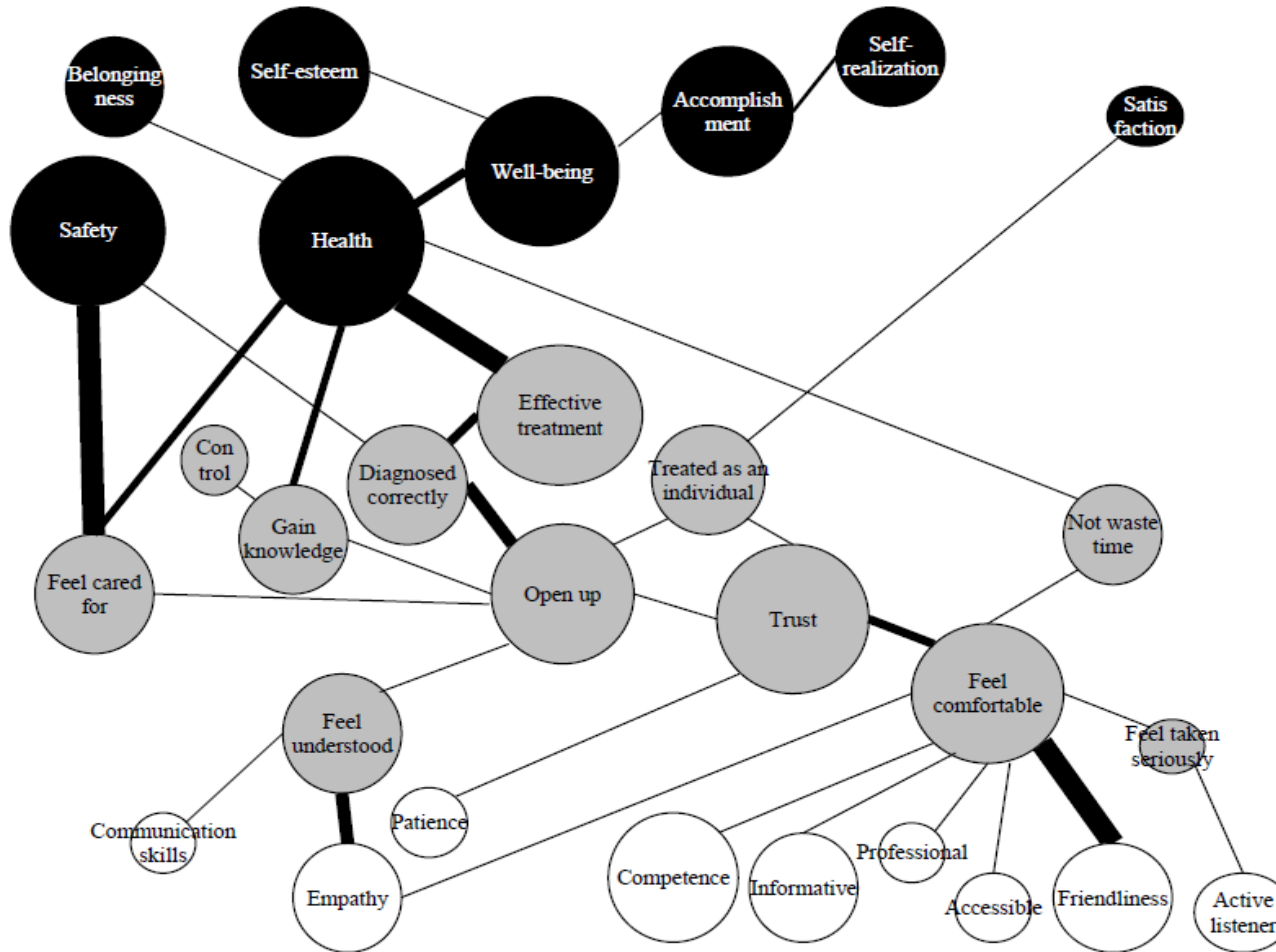 Belonging
ness
Self-esteem
Self-
realization
Accomplish
ment
Satis
faction
Well-being
Safety
Health
Effective
treatment
Con
trol
Diagnosed
correctly
Treated as an
individual
Gain
knowledge
Not waste
time
Feel cared
for
Open up
Trust
Feel
comfortable
Feel
understood
Feel taken
seriously
Communication
skills
Patience
Empathy
Competence
Informative
Professional
Accessible
Friendliness
Active
listener